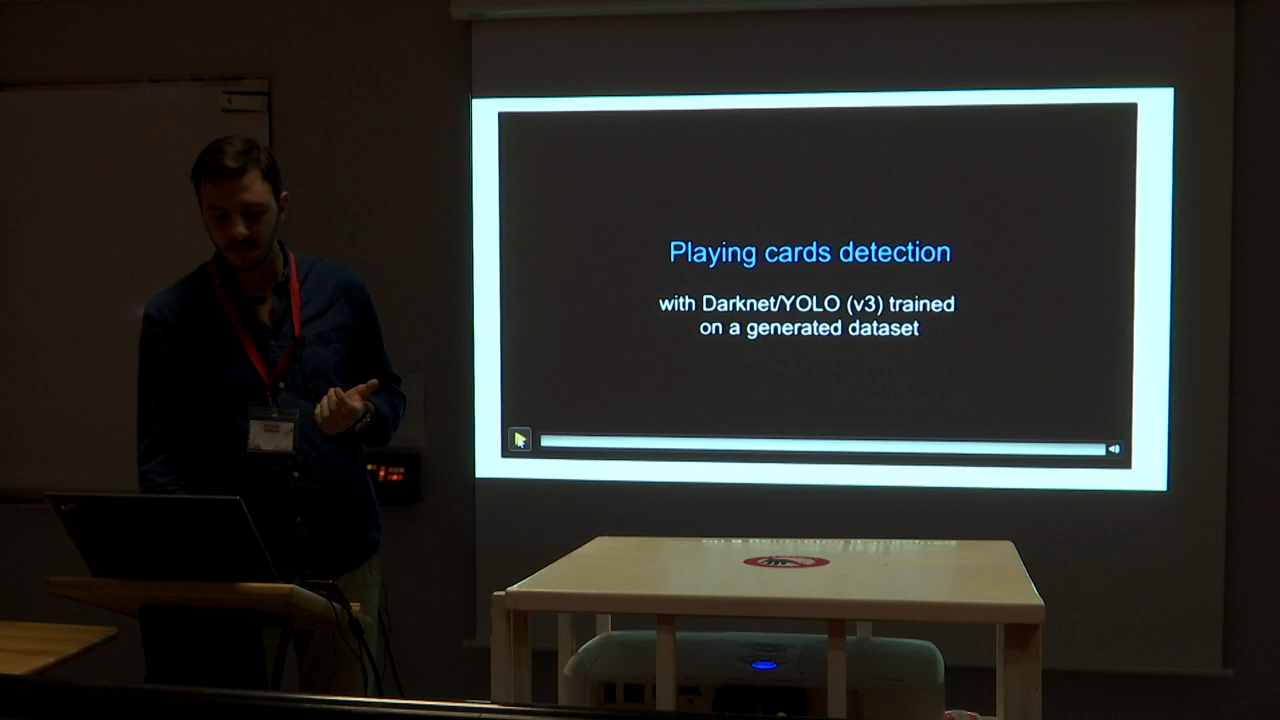 Playing cards detection
with Darknet/YOLO (v3) trained
on a generated dataset